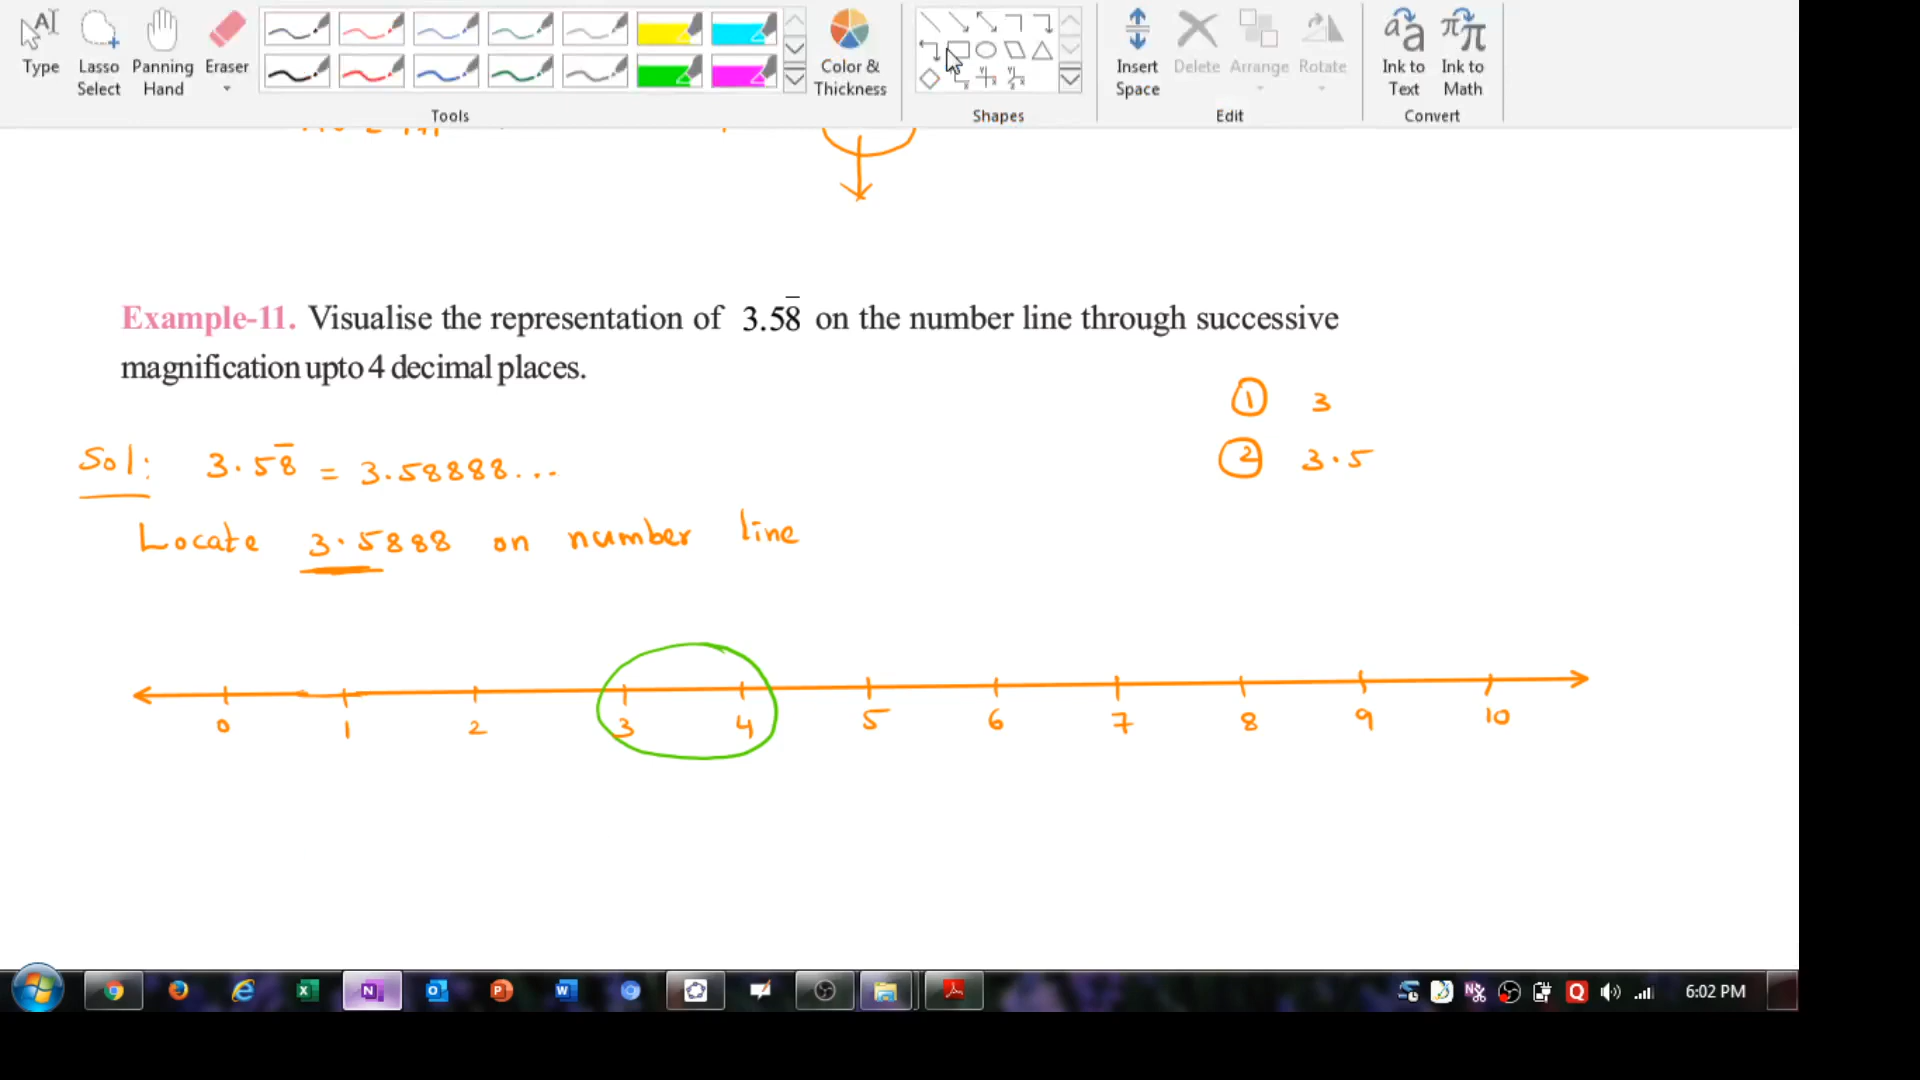 Type
Lasso Select
Panning Hand
Eraser
Color & Thickness
Insert Space
Delete
Arrange
Rotate
Ink to Text
Ink to Math
Tools
Shapes
Edit
Convert
Example-11. Visualise the representation of 3.58̅ on the number line through successive
magnification upto 4 decimal places.
① 3
② 3.5
Sol: 3.58̅ = 3.58888...
Locate 3.5888 on number line
0 1 2 3 4 5 6 7 8 9 10
6:02 PM